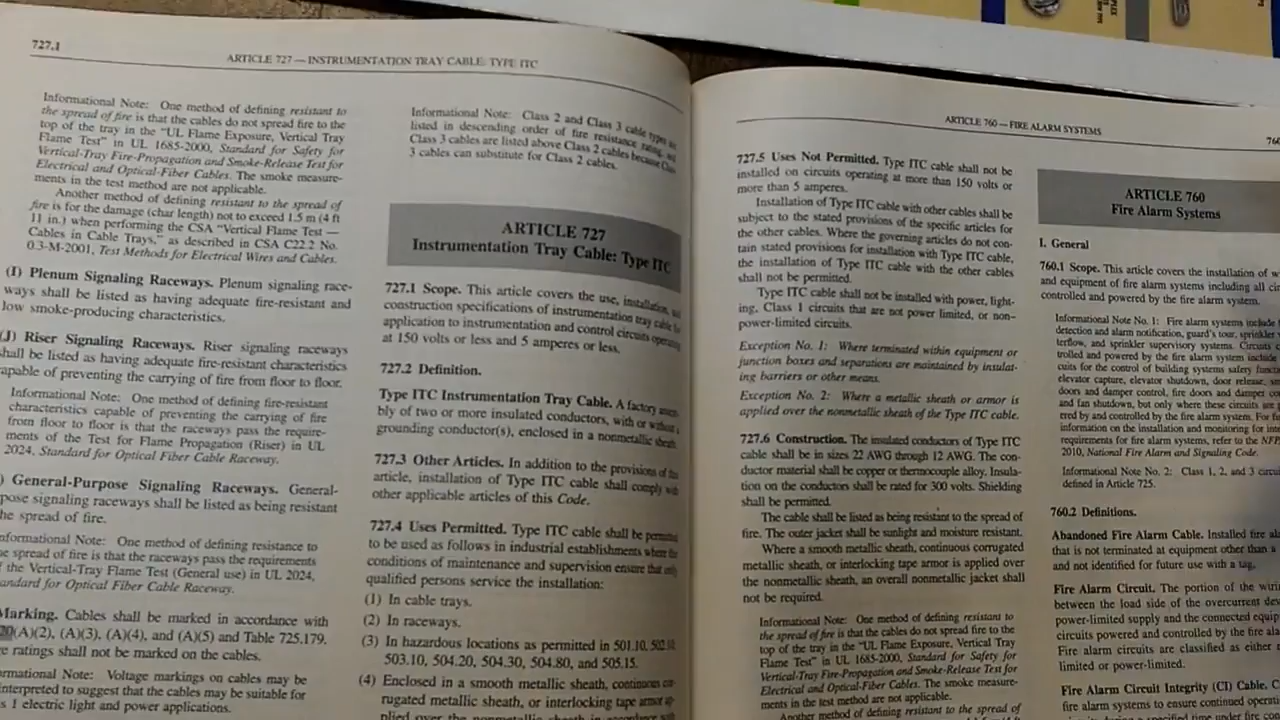 727.1
ARTICLE 727 — INSTRUMENTATION TRAY CABLE: TYPE ITC
Informational Note: One method of defining resistant to
the spread of fire is that the cables do not spread fire to the
top of the tray in the “UL Flame Exposure, Vertical Tray
Flame Test” in UL 1685-2000, Standard for Safety for
Vertical-Tray Fire-Propagation and Smoke-Release Test for
Electrical and Optical-Fiber Cables. The smoke measure-
ments in the test method are not applicable.
Another method of defining resistant to the spread of
fire is for the damage (char length) not to exceed 1.5 m (4 ft
11 in.) when performing the CSA “Vertical Flame Test —
Cables in Cable Trays,” as described in CSA C22.2 No.
0.3-M-2001, Test Methods for Electrical Wires and Cables.
(I) Plenum Signaling Raceways. Plenum signaling race-
ways shall be listed as having adequate fire-resistant and
low smoke-producing characteristics.
(J) Riser Signaling Raceways. Riser signaling raceways
shall be listed as having adequate fire-resistant characteristics
capable of preventing the carrying of fire from floor to floor.
Informational Note: One method of defining fire-resistant
characteristics capable of preventing the carrying of fire
from floor to floor is that the raceways pass the require-
ments of the Test for Flame Propagation (Riser) in UL
2024, Standard for Optical Fiber Cable Raceway.
) General-Purpose Signaling Raceways. General-
pose signaling raceways shall be listed as being resistant
he spread of fire.
nformational Note: One method of defining resistance to
e spread of fire is that the raceways pass the requirements
f the Vertical-Tray Flame Test (General use) in UL 2024,
andard for Optical Fiber Cable Raceway.
Marking. Cables shall be marked in accordance with
(A)(2), (A)(3), (A)(4), and (A)(5) and Table 725.179.
e ratings shall not be marked on the cables.
ormational Note: Voltage markings on cables may be
interpreted to suggest that the cables may be suitable for
s 1 electric light and power applications.
Informational Note: Class 2 and Class 3 cable types are
listed in descending order of fire resistance rating, and
Class 3 cables are listed above Class 2 cables because Class
3 cables can substitute for Class 2 cables.
ARTICLE 727
Instrumentation Tray Cable: Type ITC
727.1 Scope. This article covers the use, installation, and
construction specifications of instrumentation tray cable for
application to instrumentation and control circuits operating
at 150 volts or less and 5 amperes or less.
727.2 Definition.
Type ITC Instrumentation Tray Cable. A factory assem-
bly of two or more insulated conductors, with or without a
grounding conductor(s), enclosed in a nonmetallic sheath.
727.3 Other Articles. In addition to the provisions of this
article, installation of Type ITC cable shall comply with
other applicable articles of this Code.
727.4 Uses Permitted. Type ITC cable shall be permitted
to be used as follows in industrial establishments where the
conditions of maintenance and supervision ensure that only
qualified persons service the installation:
(1) In cable trays.
(2) In raceways.
(3) In hazardous locations as permitted in 501.10, 502.10,
503.10, 504.20, 504.30, 504.80, and 505.15.
(4) Enclosed in a smooth metallic sheath, continuous cor-
rugated metallic sheath, or interlocking tape armor ap-
plied over the nonmetallic sheath in accordance with
ARTICLE 760 — FIRE ALARM SYSTEMS
760
727.5 Uses Not Permitted. Type ITC cable shall not be
installed on circuits operating at more than 150 volts or
more than 5 amperes.
Installation of Type ITC cable with other cables shall be
subject to the stated provisions of the specific articles for
the other cables. Where the governing articles do not con-
tain stated provisions for installation with Type ITC cable,
the installation of Type ITC cable with the other cables
shall not be permitted.
Type ITC cable shall not be installed with power, light-
ing, Class 1 circuits that are not power limited, or non-
power-limited circuits.
Exception No. 1: Where terminated within equipment or
junction boxes and separations are maintained by insulat-
ing barriers or other means.
Exception No. 2: Where a metallic sheath or armor is
applied over the nonmetallic sheath of the Type ITC cable.
727.6 Construction. The insulated conductors of Type ITC
cable shall be in sizes 22 AWG through 12 AWG. The con-
ductor material shall be copper or thermocouple alloy. Insula-
tion on the conductors shall be rated for 300 volts. Shielding
shall be permitted.
The cable shall be listed as being resistant to the spread of
fire. The outer jacket shall be sunlight and moisture resistant.
Where a smooth metallic sheath, continuous corrugated
metallic sheath, or interlocking tape armor is applied over
the nonmetallic sheath, an overall nonmetallic jacket shall
not be required.
Informational Note: One method of defining resistant to
the spread of fire is that the cables do not spread fire to the
top of the tray in the “UL Flame Exposure, Vertical Tray
Flame Test” in UL 1685-2000, Standard for Safety for
Vertical-Tray Fire-Propagation and Smoke-Release Test for
Electrical and Optical-Fiber Cables. The smoke measure-
ments in the test method are not applicable.
Another method of defining resistant to the spread of
ARTICLE 760
Fire Alarm Systems
I. General
760.1 Scope. This article covers the installation of w
and equipment of fire alarm systems including all cir
controlled and powered by the fire alarm system.
Informational Note No. 1: Fire alarm systems include
detection and alarm notification, guard's tour, sprinkler
terflow, and sprinkler supervisory systems. Circuits c
trolled and powered by the fire alarm system include
cuits for the control of building systems safety funct
elevator capture, elevator shutdown, door release, sm
doors and damper control, fire doors and damper co
and fan shutdown, but only where these circuits are p
ered by and controlled by the fire alarm system. For fu
information on the installation and monitoring for inte
requirements for fire alarm systems, refer to the NFP
2010, National Fire Alarm and Signaling Code.
Informational Note No. 2: Class 1, 2, and 3 circui
defined in Article 725.
760.2 Definitions.
Abandoned Fire Alarm Cable. Installed fire al
that is not terminated at equipment other than a
and not identified for future use with a tag.
Fire Alarm Circuit. The portion of the wiri
between the load side of the overcurrent dev
power-limited supply and the connected equip
circuits powered and controlled by the fire ala
Fire alarm circuits are classified as either
limited or power-limited.
Fire Alarm Circuit Integrity (CI) Cable. C
alarm systems to ensure continued operat